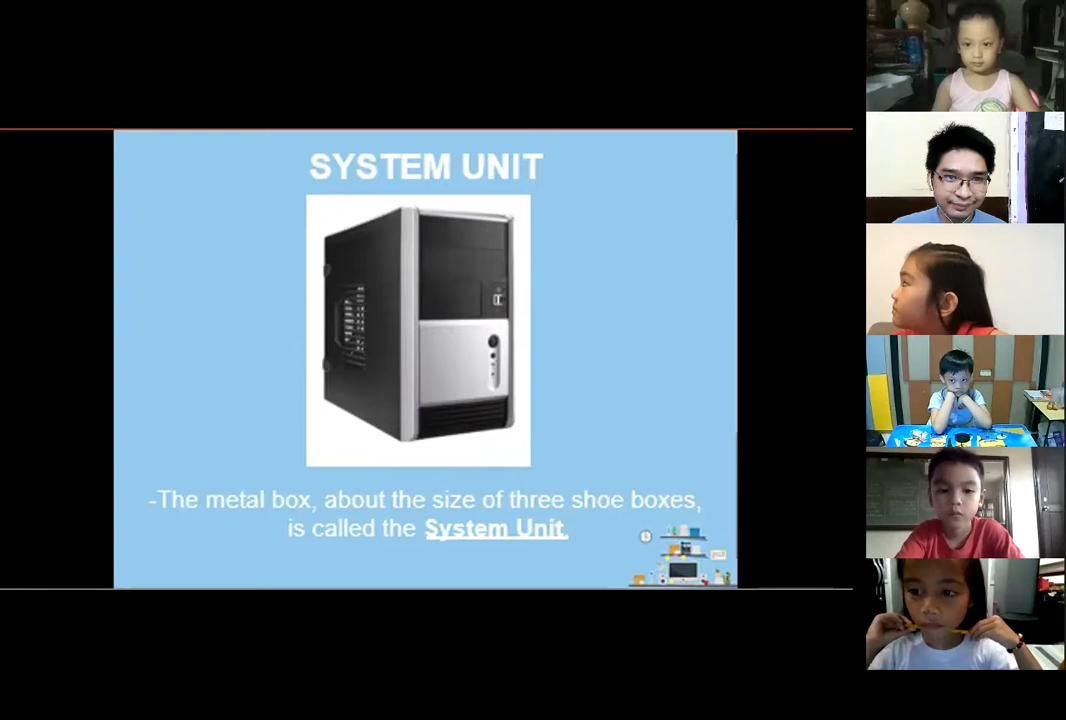 SYSTEM UNIT
-The metal box, about the size of three shoe boxes,
is called the System Unit.